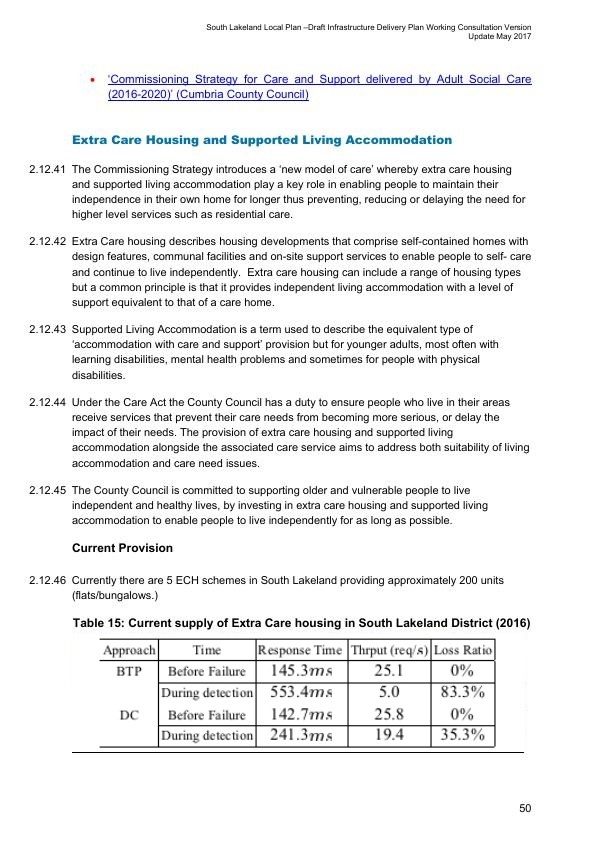 South Lakeland Local Plan –Draft Infrastructure Delivery Plan Working Consultation Version
Update May 2017
• ‘Commissioning Strategy for Care and Support delivered by Adult Social Care
(2016-2020)’ (Cumbria County Council)
Extra Care Housing and Supported Living Accommodation
2.12.41 The Commissioning Strategy introduces a ‘new model of care’ whereby extra care housing
and supported living accommodation play a key role in enabling people to maintain their
independence in their own home for longer thus preventing, reducing or delaying the need for
higher level services such as residential care.
2.12.42 Extra Care housing describes housing developments that comprise self-contained homes with
design features, communal facilities and on-site support services to enable people to self- care
and continue to live independently. Extra care housing can include a range of housing types
but a common principle is that it provides independent living accommodation with a level of
support equivalent to that of a care home.
2.12.43 Supported Living Accommodation is a term used to describe the equivalent type of
‘accommodation with care and support’ provision but for younger adults, most often with
learning disabilities, mental health problems and sometimes for people with physical
disabilities.
2.12.44 Under the Care Act the County Council has a duty to ensure people who live in their areas
receive services that prevent their care needs from becoming more serious, or delay the
impact of their needs. The provision of extra care housing and supported living
accommodation alongside the associated care service aims to address both suitability of living
accommodation and care need issues.
2.12.45 The County Council is committed to supporting older and vulnerable people to live
independent and healthy lives, by investing in extra care housing and supported living
accommodation to enable people to live independently for as long as possible.
Current Provision
2.12.46 Currently there are 5 ECH schemes in South Lakeland providing approximately 200 units
(flats/bungalows.)
Table 15: Current supply of Extra Care housing in South Lakeland District (2016)
Approach Time Response Time Thrput (req/s) Loss Ratio
BTP Before Failure 145.3ms 25.1 0%
During detection 553.4ms 5.0 83.3%
DC Before Failure 142.7ms 25.8 0%
During detection 241.3ms 19.4 35.3%
50